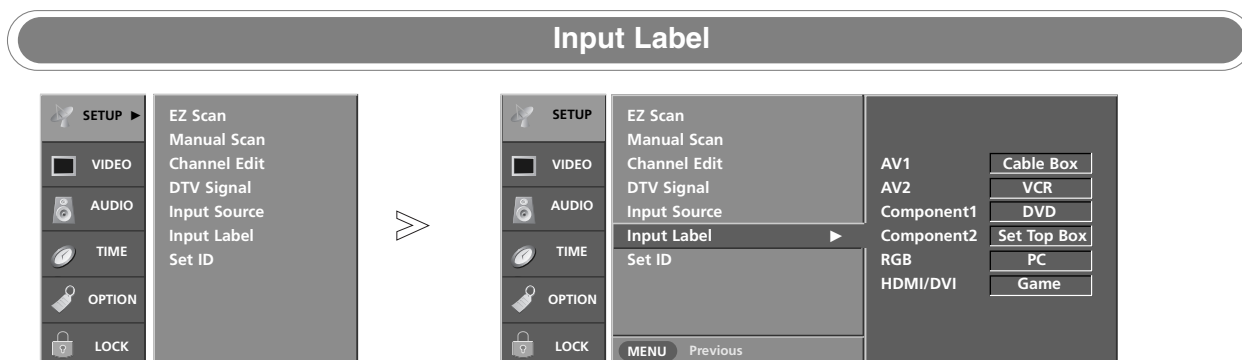 Input Label
SETUP ►
VIDEO
AUDIO
TIME
OPTION
LOCK
EZ Scan
Manual Scan
Channel Edit
DTV Signal
Input Source
Input Label
Set ID
SETUP
VIDEO
AUDIO
TIME
OPTION
LOCK
EZ Scan
Manual Scan
Channel Edit
DTV Signal
Input Source
Input Label ►
Set ID
MENU Previous
AV1 Cable Box
AV2 VCR
Component1 DVD
Component2 Set Top Box
RGB PC
HDMI/DVI Game